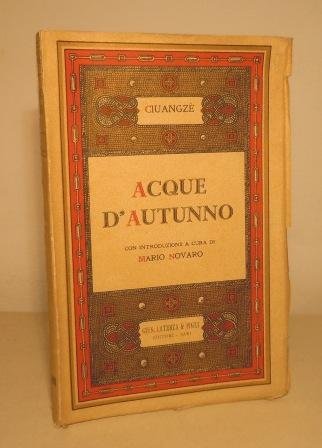 CIUANGZE
ACQUE
D'AUTUNNO
CON INTRODUZIONE A CURA DI
MARIO NOVARO
GIUS. LATERZA & FIGLI
EDITORI - BARI